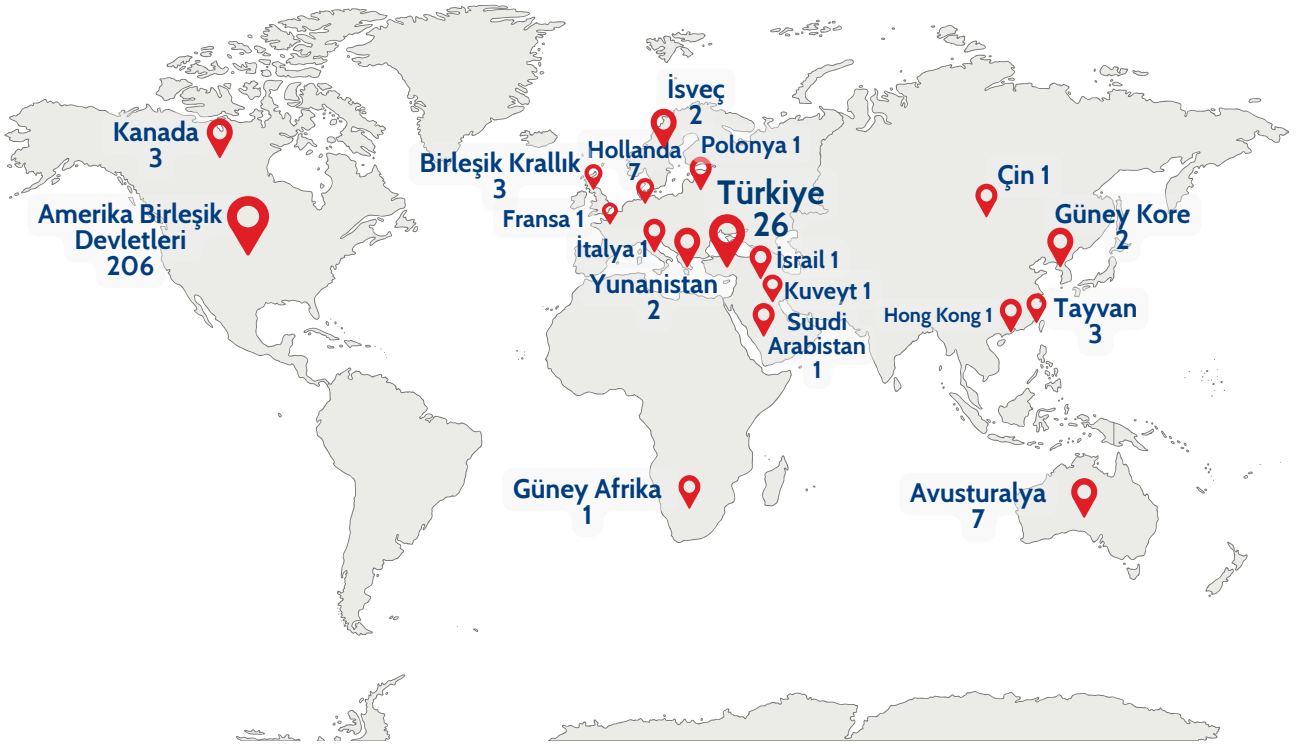 Kanada
3
Amerika Birleşik
Devletleri
206
İsveç
2
Birleşik Krallık
3
Hollanda
7
Polonya 1
Fransa 1
İtalya 1
Türkiye
26
Yunanistan
2
İsrail 1
Kuveyt 1
Suudi
Arabistan
1
Çin 1
Güney Kore
2
Hong Kong 1
Tayvan
3
Güney Afrika
1
Avusturalya
7